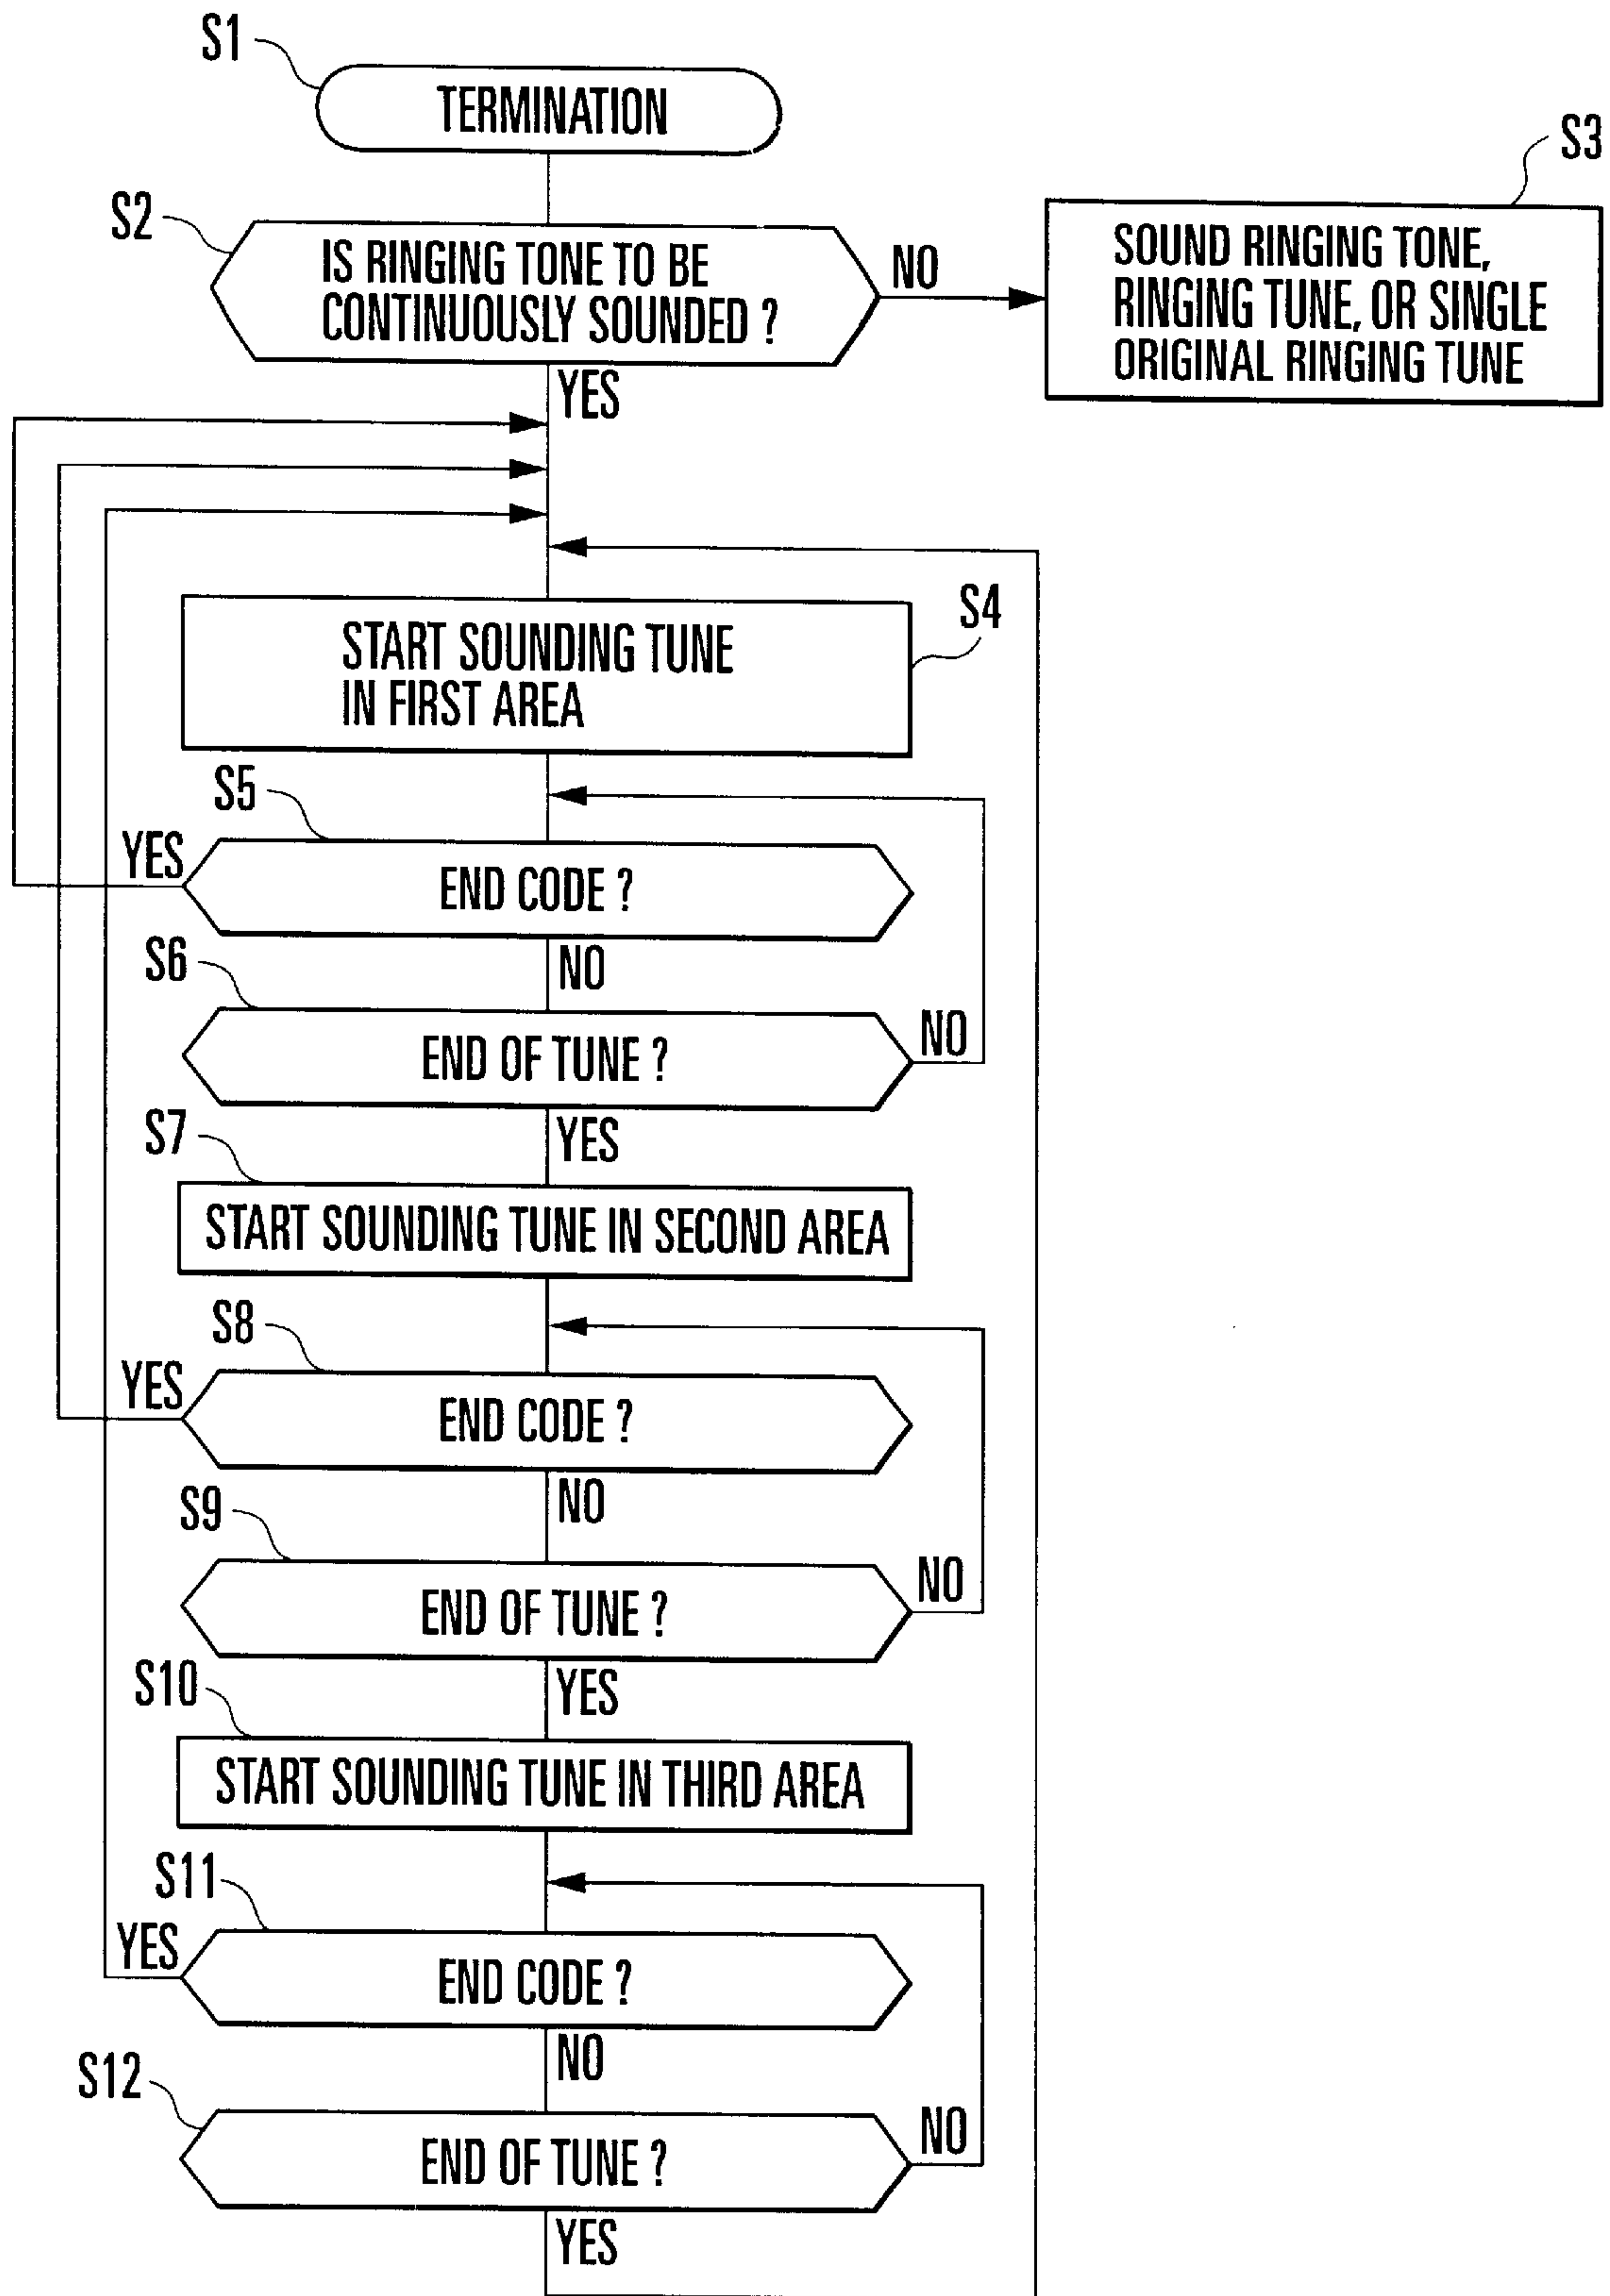 S1
TERMINATION
S2
IS RINGING TONE TO BE
CONTINUOUSLY SOUNDED ?
NO
S3
SOUND RINGING TONE,
RINGING TUNE, OR SINGLE
ORIGINAL RINGING TUNE
YES
S4
START SOUNDING TUNE
IN FIRST AREA
S5
YES
END CODE ?
NO
S6
END OF TUNE ?
NO
YES
S7
START SOUNDING TUNE IN SECOND AREA
S8
YES
END CODE ?
NO
S9
END OF TUNE ?
NO
YES
S10
START SOUNDING TUNE IN THIRD AREA
S11
YES
END CODE ?
NO
S12
END OF TUNE ?
NO
YES